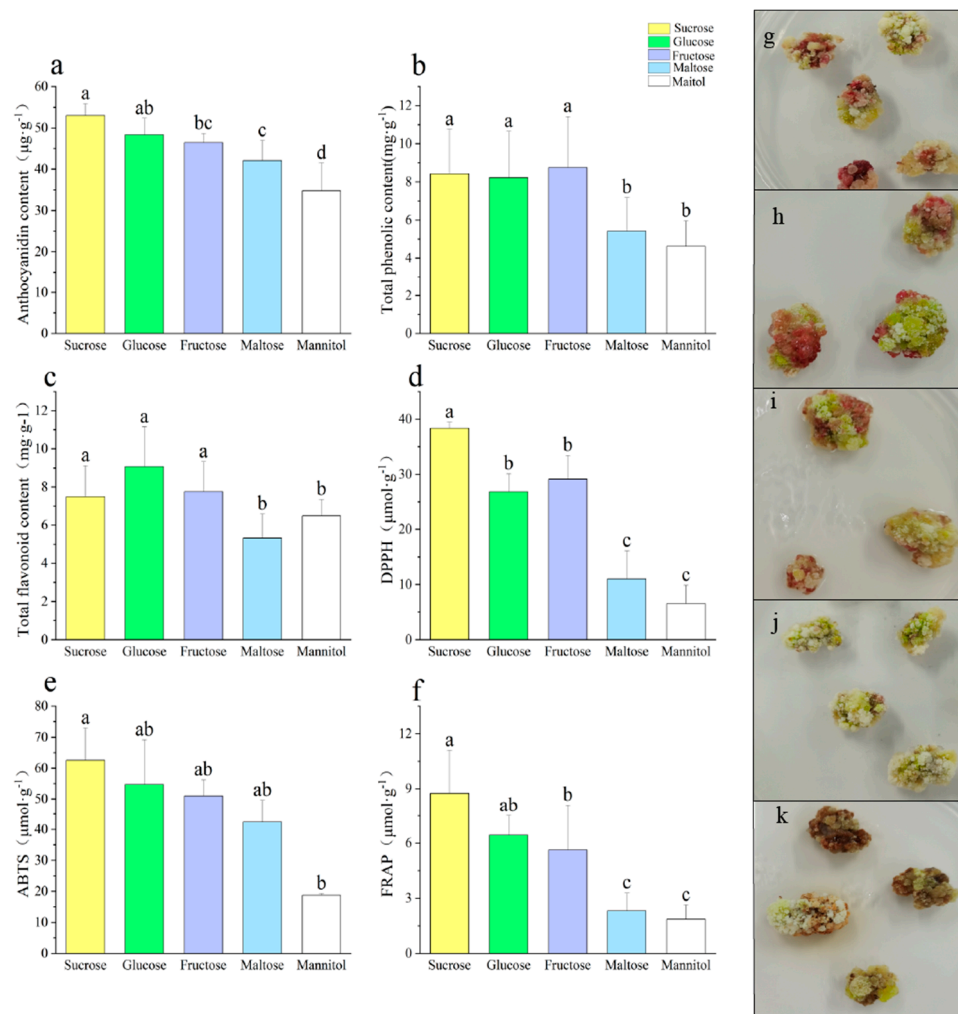 Sucrose
Glucose
Fructose
Maltose
Maitol
a
Anthocyanidin content（μg·g⁻¹）
60
50
40
30
20
10
0
a
ab
bc
c
d
Sucrose Glucose Fructose Maltose Mannitol
b
Total phenolic content(mg·g⁻¹)
12
10
8
6
4
2
0
a
a
a
b
b
Sucrose Glucose Fructose Maltose Mannitol
c
Total flavonoid content（mg·g-1）
12
10
8
6
4
2
0
a
a
a
b
b
Sucrose Glucose Fructose Maltose Mannitol
d
DPPH（μmol·g⁻¹）
40
30
20
10
0
a
b
b
c
c
Sucrose Glucose Fructose Maltose Mannitol
e
ABTS（μmol·g⁻¹）
80
70
60
50
40
30
20
10
0
a
ab
ab
ab
b
Sucrose Glucose Fructose Maltose Mannitol
f
FRAP（μmol·g⁻¹）
12
9
6
3
0
a
ab
b
c
c
Sucrose Glucose Fructose Maltose Mannitol
g
h
i
j
k